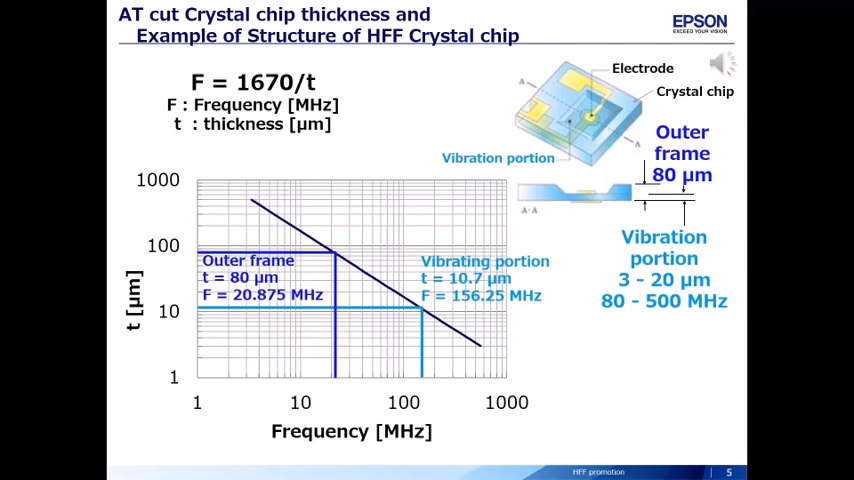 AT cut Crystal chip thickness and
Example of Structure of HFF Crystal chip
EPSON
EXCEED YOUR VISION
F = 1670/t
F : Frequency [MHz]
t : thickness [μm]
Electrode
Crystal chip
A
A
Vibration portion
Outer
frame
80 μm
A-A
Vibration
portion
3 - 20 μm
80 - 500 MHz
1000
100
10
1
t [μm]
Outer frame
t = 80 μm
F = 20.875 MHz
Vibrating portion
t = 10.7 μm
F = 156.25 MHz
1 10 100 1000
Frequency [MHz]
HFF promotion
5